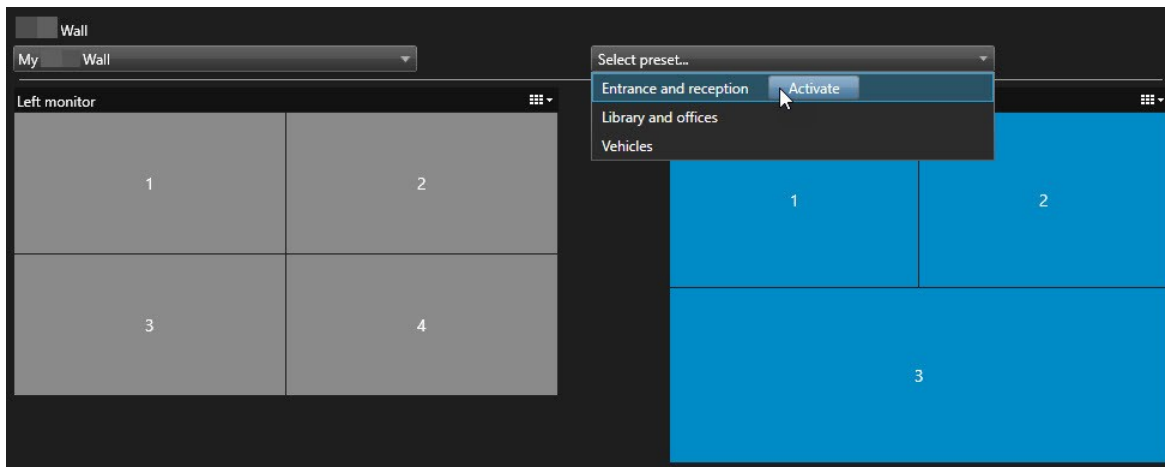 Wall
My Wall
Select preset...
Entrance and reception Activate
Library and offices
Vehicles
Left monitor
1 2
3 4
1 2
3